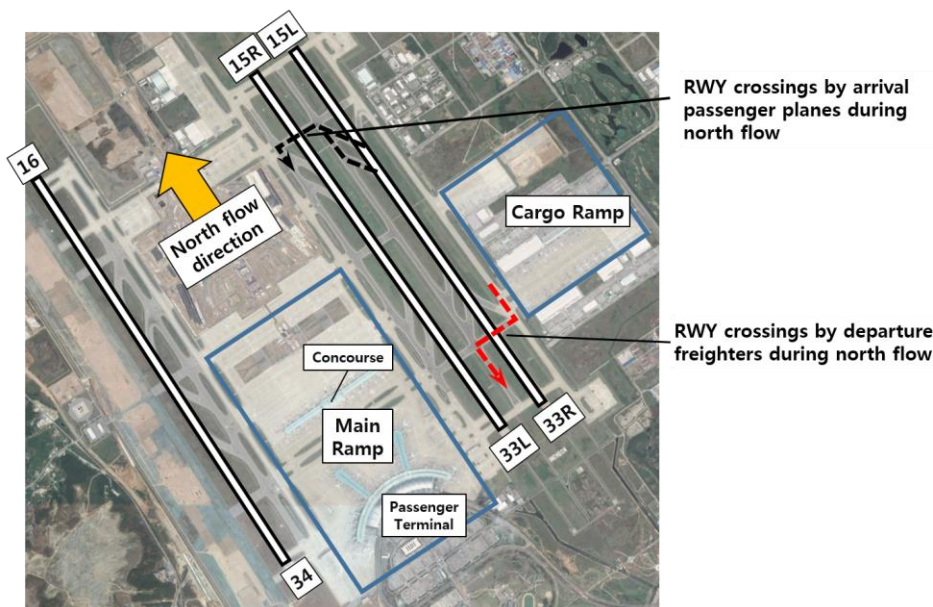 15R
15L
RWY crossings by arrival
passenger planes during
north flow
16
North flow
direction
Cargo Ramp
RWY crossings by departure
freighters during north flow
Concourse
Main
Ramp
33R
33L
Passenger
Terminal
34